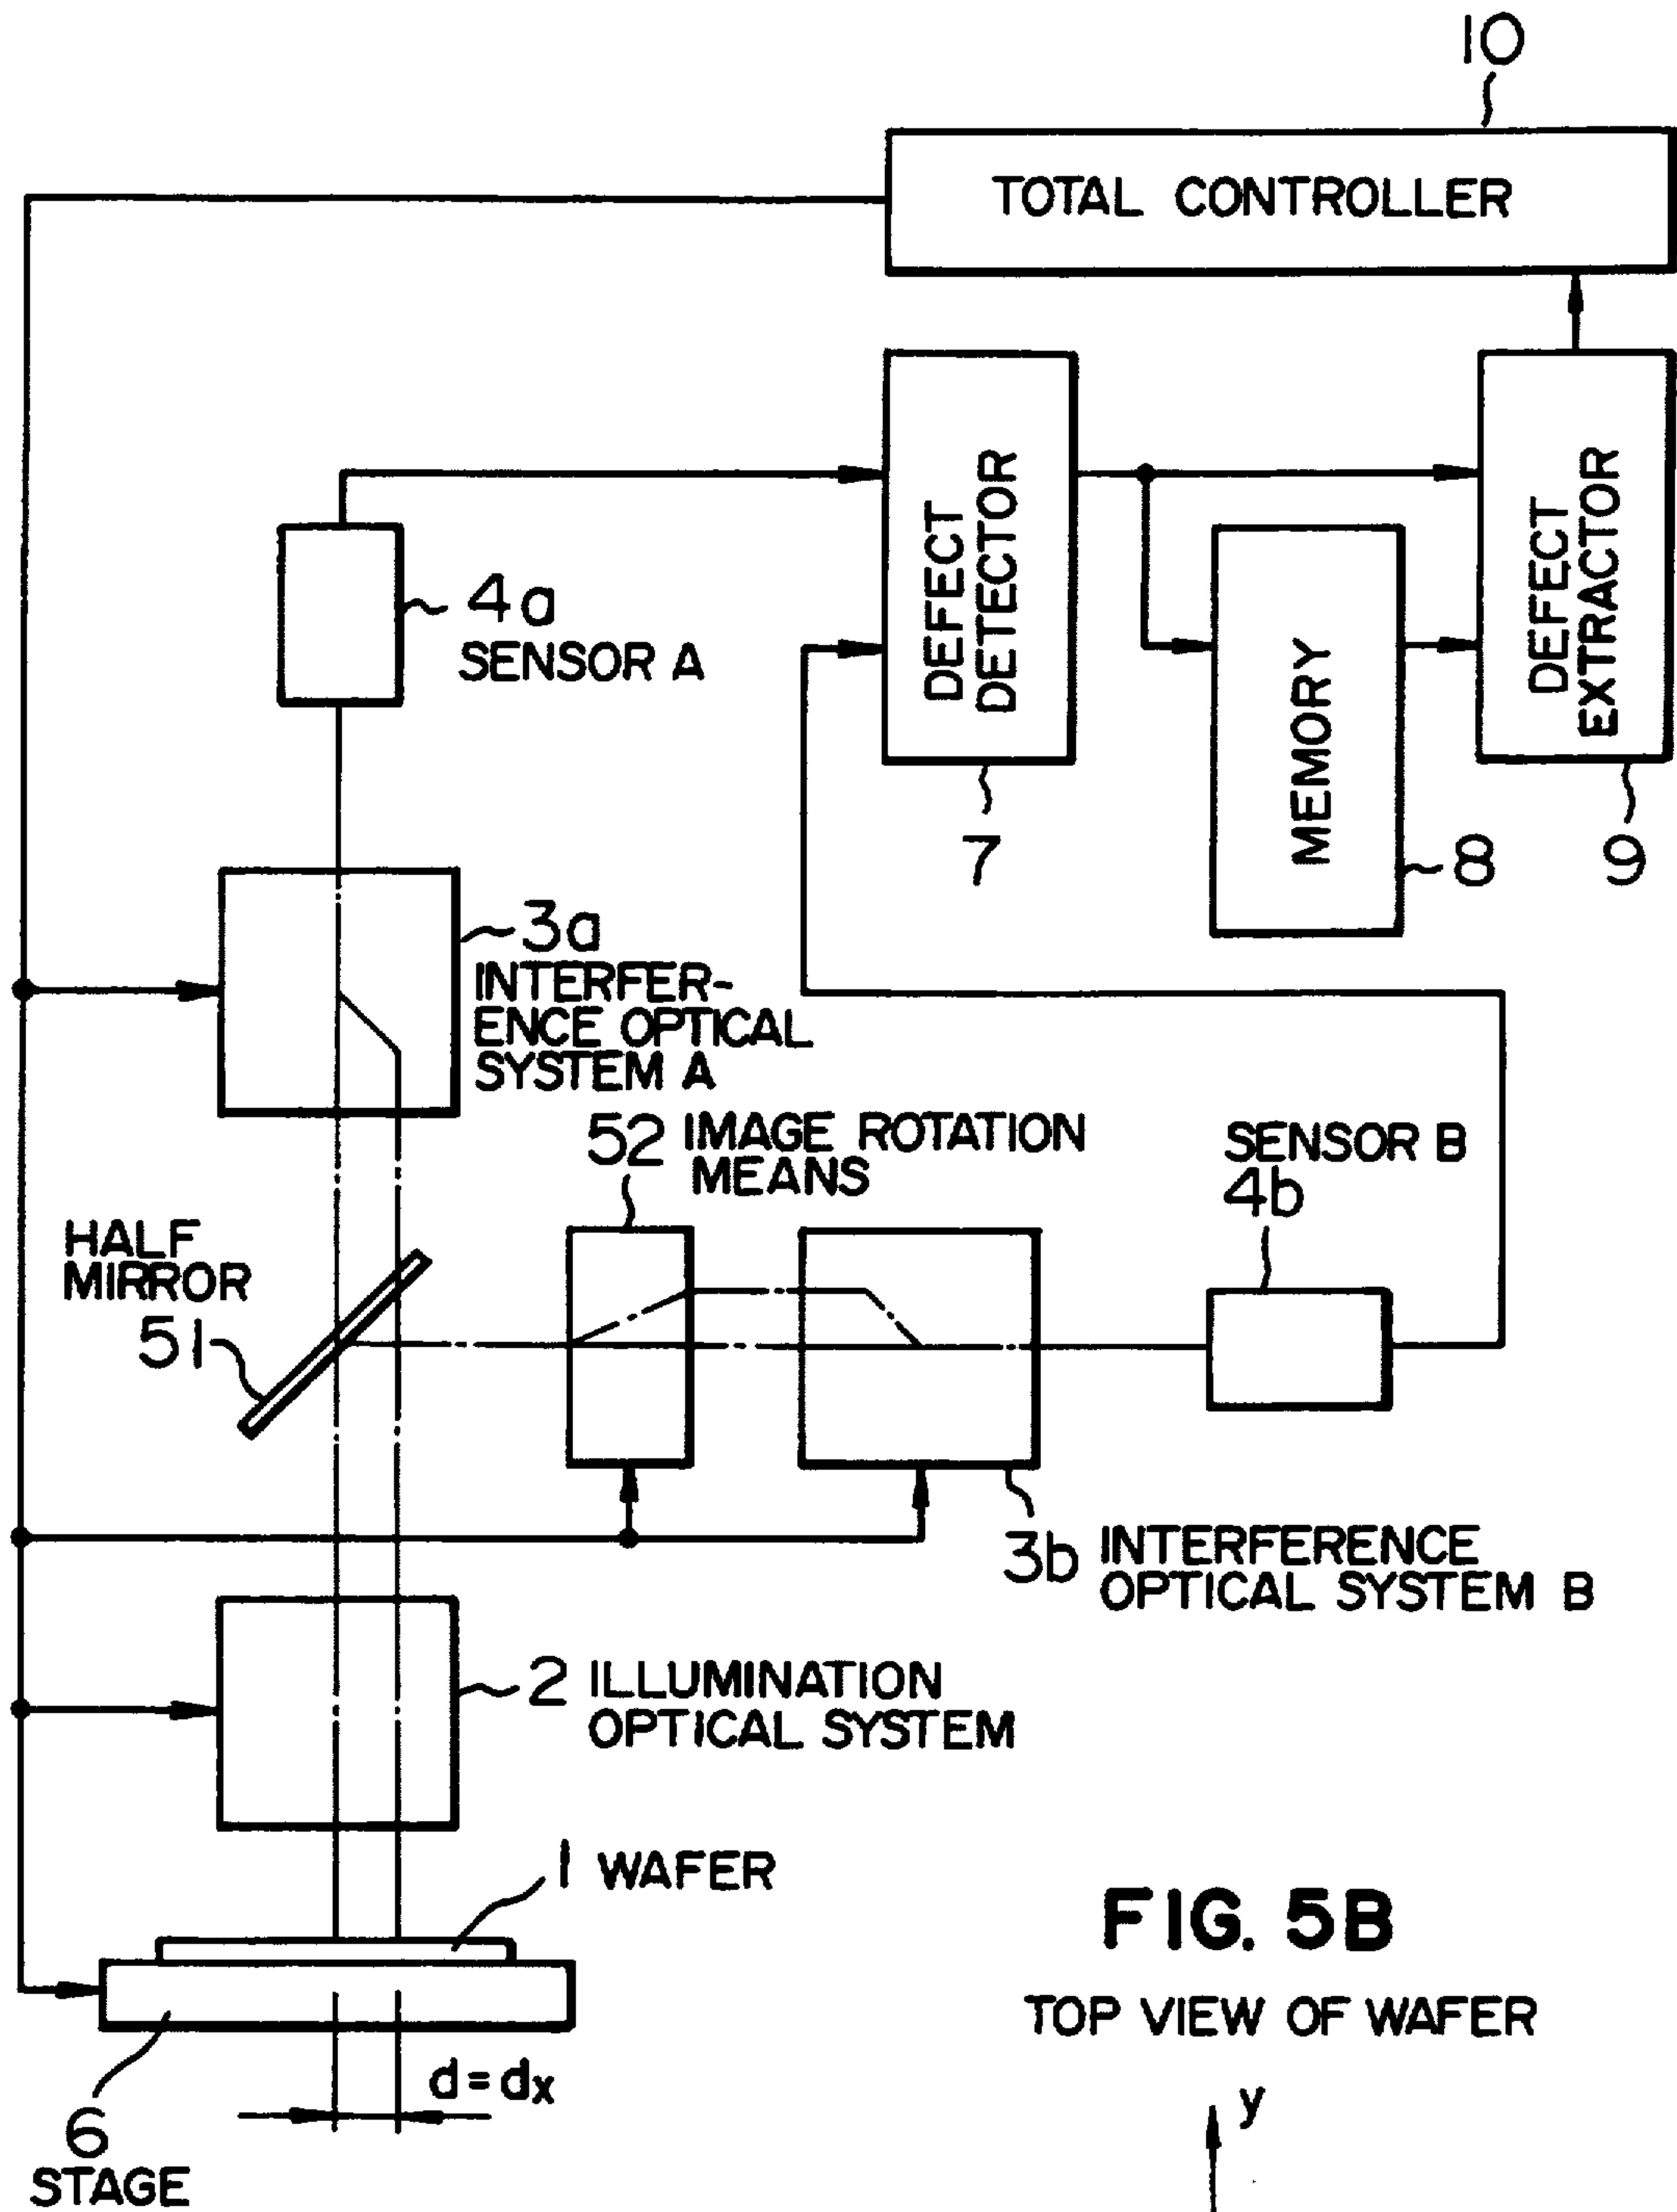 10
TOTAL CONTROLLER
DEFECT
DETECTOR
7
MEMORY
8
DEFECT
EXTRACTOR
9
4a
SENSOR A
3a
INTERFER-
ENCE OPTICAL
SYSTEM A
52 IMAGE ROTATION
MEANS
SENSOR B
4b
HALF
MIRROR
51
3b INTERFERENCE
OPTICAL SYSTEM B
2 ILLUMINATION
OPTICAL SYSTEM
1 WAFER
d=dx
6
STAGE
FIG. 5B
TOP VIEW OF WAFER
y